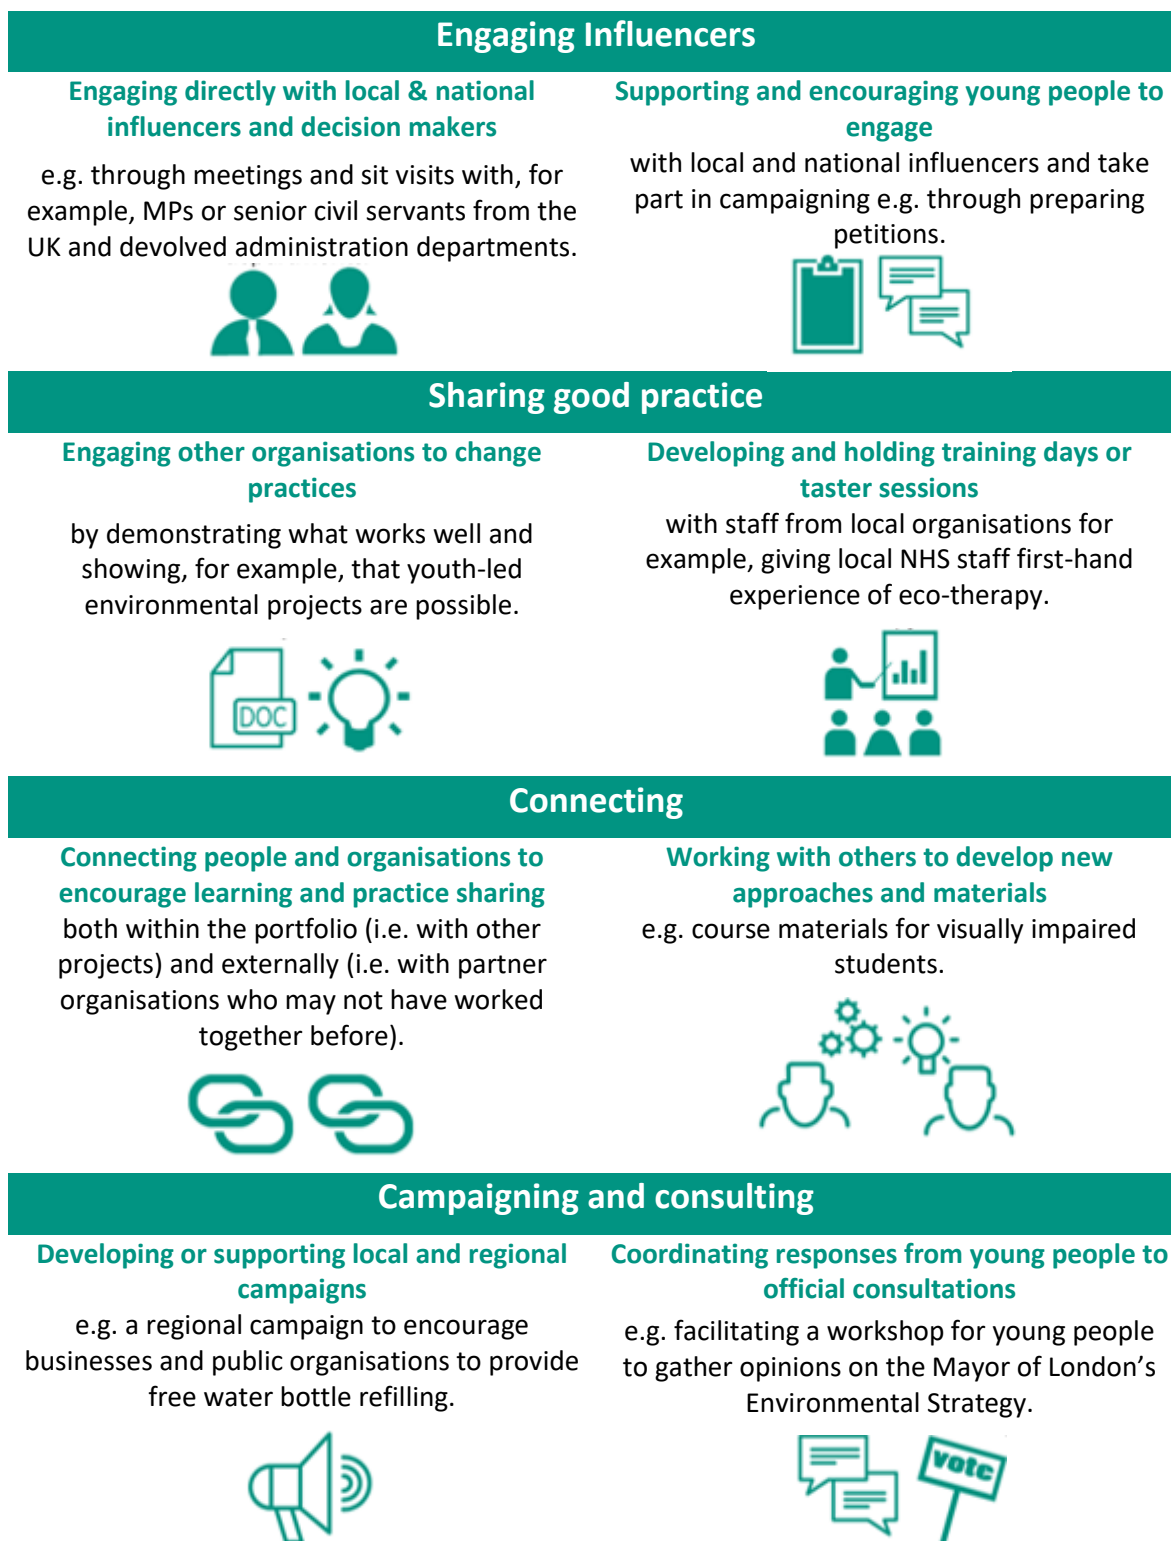 Engaging Influencers
Engaging directly with local & national
influencers and decision makers
e.g. through meetings and sit visits with, for
example, MPs or senior civil servants from the
UK and devolved administration departments.
Supporting and encouraging young people to
engage
with local and national influencers and take
part in campaigning e.g. through preparing
petitions.
Sharing good practice
Engaging other organisations to change
practices
by demonstrating what works well and
showing, for example, that youth-led
environmental projects are possible.
DOC
Developing and holding training days or
taster sessions
with staff from local organisations for
example, giving local NHS staff first-hand
experience of eco-therapy.
Connecting
Connecting people and organisations to
encourage learning and practice sharing
both within the portfolio (i.e. with other
projects) and externally (i.e. with partner
organisations who may not have worked
together before).
Working with others to develop new
approaches and materials
e.g. course materials for visually impaired
students.
Campaigning and consulting
Developing or supporting local and regional
campaigns
e.g. a regional campaign to encourage
businesses and public organisations to provide
free water bottle refilling.
Coordinating responses from young people to
official consultations
e.g. facilitating a workshop for young people
to gather opinions on the Mayor of London's
Environmental Strategy.
vote